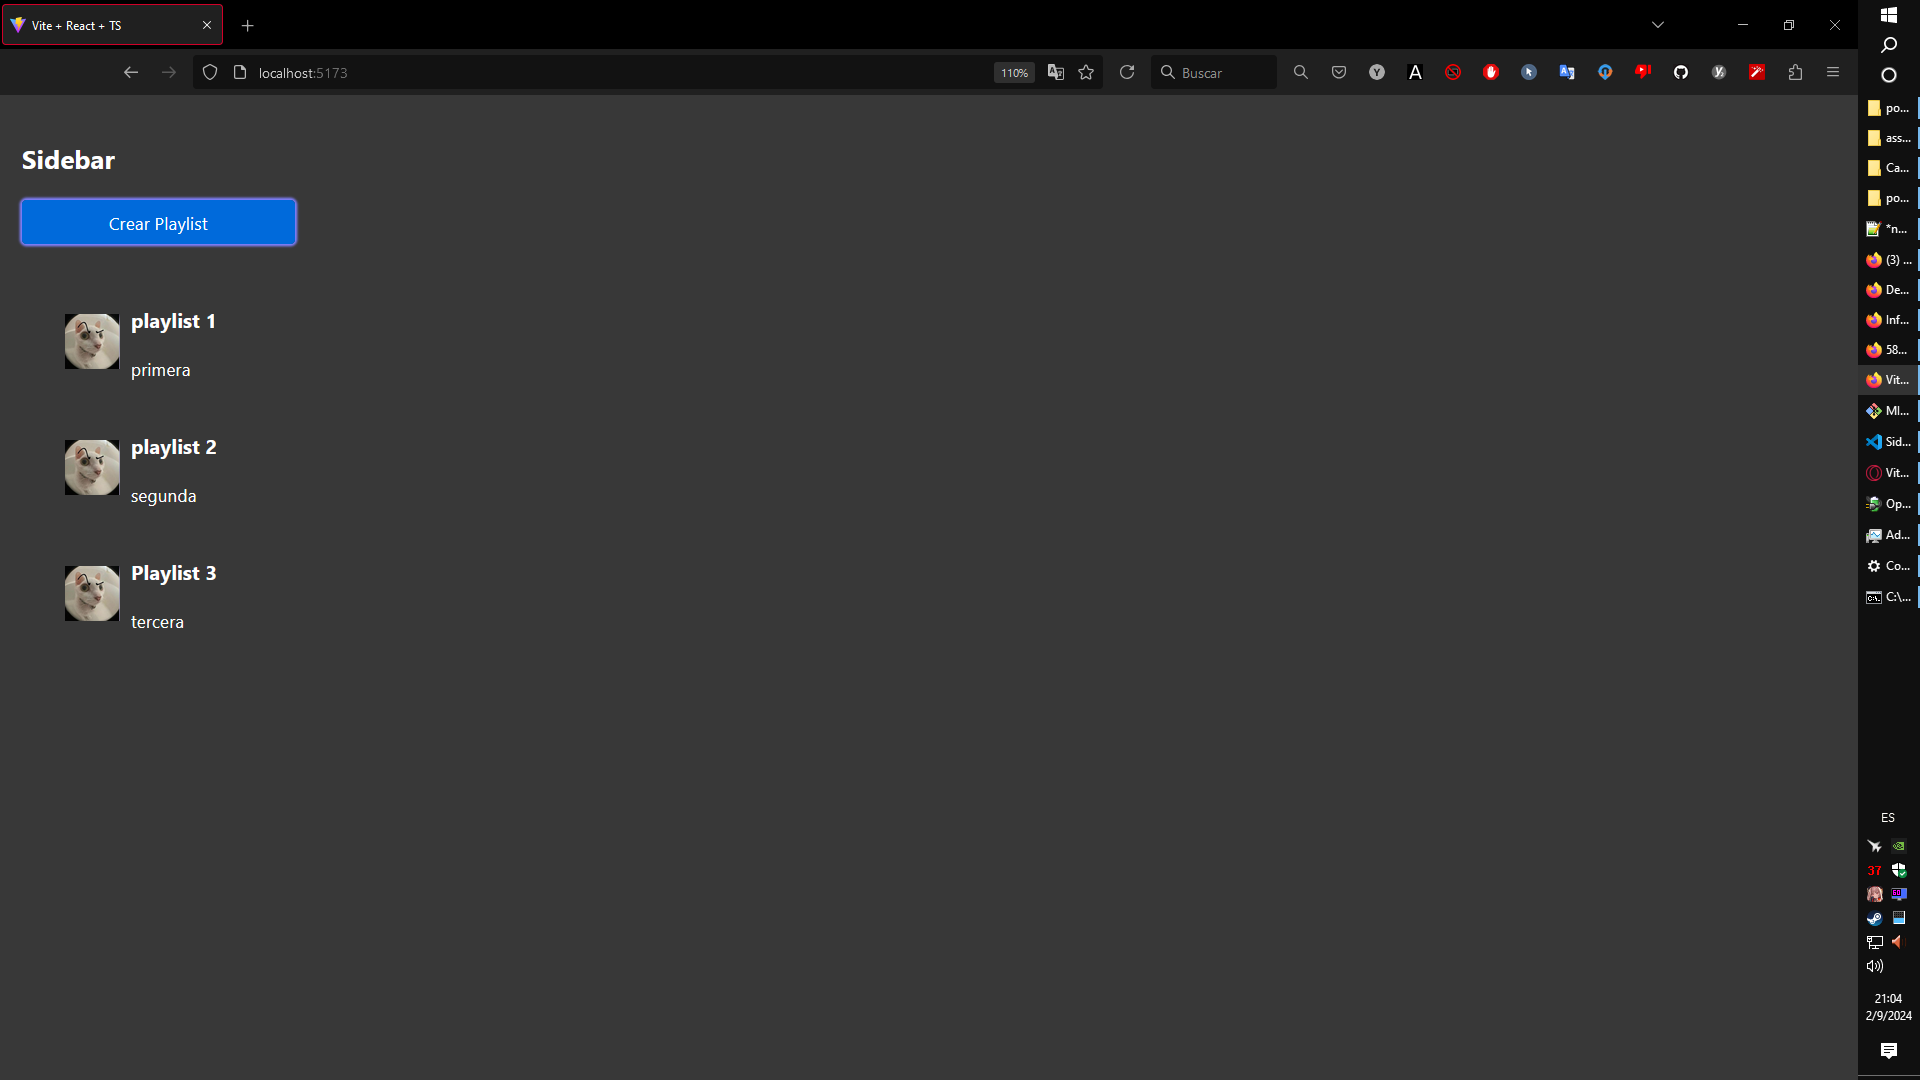 Vite + React + TS
localhost:5173
110%
Buscar
Sidebar
Crear Playlist
playlist 1
primera
playlist 2
segunda
Playlist 3
tercera
po...
ass...
Ca...
po...
*n...
(3) ...
De...
Inf...
58...
Vit...
MI...
Sid...
Vit...
Op...
Ad...
Co...
C:\...
ES
37
21:04
2/9/2024